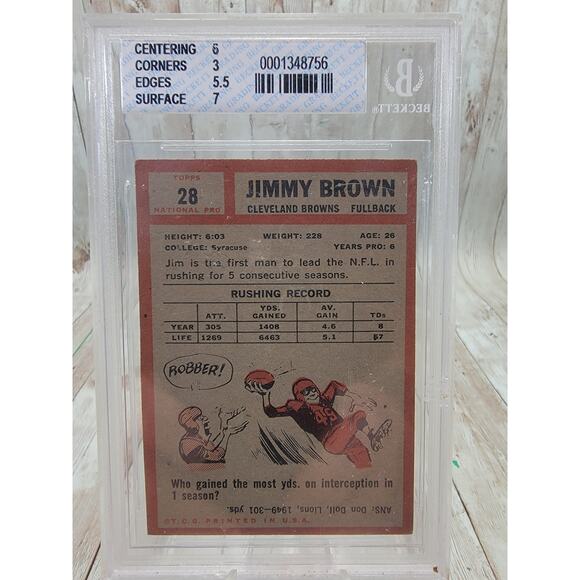 CENTERING 6
CORNERS 3
EDGES 5.5
SURFACE 7
0001348756
BECKETT
TOPPS
28
NATIONAL PRO
JIMMY BROWN
CLEVELAND BROWNS FULLBACK
HEIGHT: 6:03 WEIGHT: 228 AGE: 26
COLLEGE: Syracuse YEARS PRO: 6
Jim is the first man to lead the N.F.L. in
rushing for 5 consecutive seasons.
RUSHING RECORD
ATT. YDS. GAINED AV. GAIN TDs
YEAR 305 1408 4.6 8
LIFE 1269 6463 5.1 67
ROBBER!
49
Who gained the most yds. on interception in
1 season?
ANS: Don Doll, Lions, 1949—301 yds.
©T.C.G. PRINTED IN U.S.A.